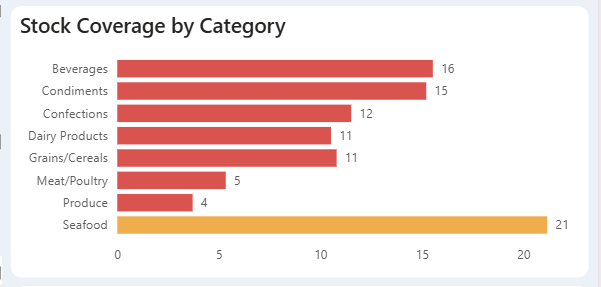 Stock Coverage by Category
Beverages 16
Condiments 15
Confections 12
Dairy Products 11
Grains/Cereals 11
Meat/Poultry 5
Produce 4
Seafood 21
0 5 10 15 20